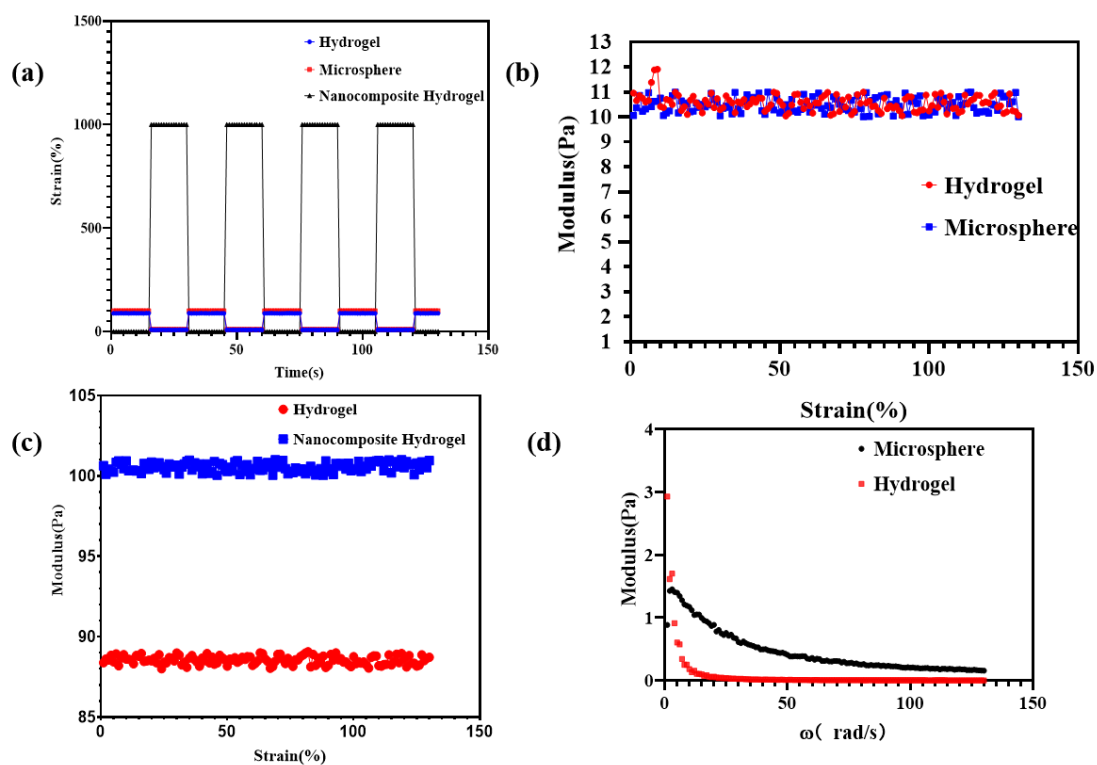 (a)
1500
1000
500
0
Strain(%)
Hydrogel
Microsphere
Nanocomposite Hydrogel
0 50 100 150
Time(s)
(b)
13
12
11
10
9
8
7
6
5
4
3
2
1
Modulus(Pa)
Hydrogel
Microsphere
0 50 100 150
Strain(%)
(c)
105
100
95
90
85
Modulus(Pa)
Hydrogel
Nanocomposite Hydrogel
0 50 100 150
Strain(%)
(d)
4
3
2
1
0
Modulus(Pa)
Microsphere
Hydrogel
0 50 100 150
ω( rad/s)